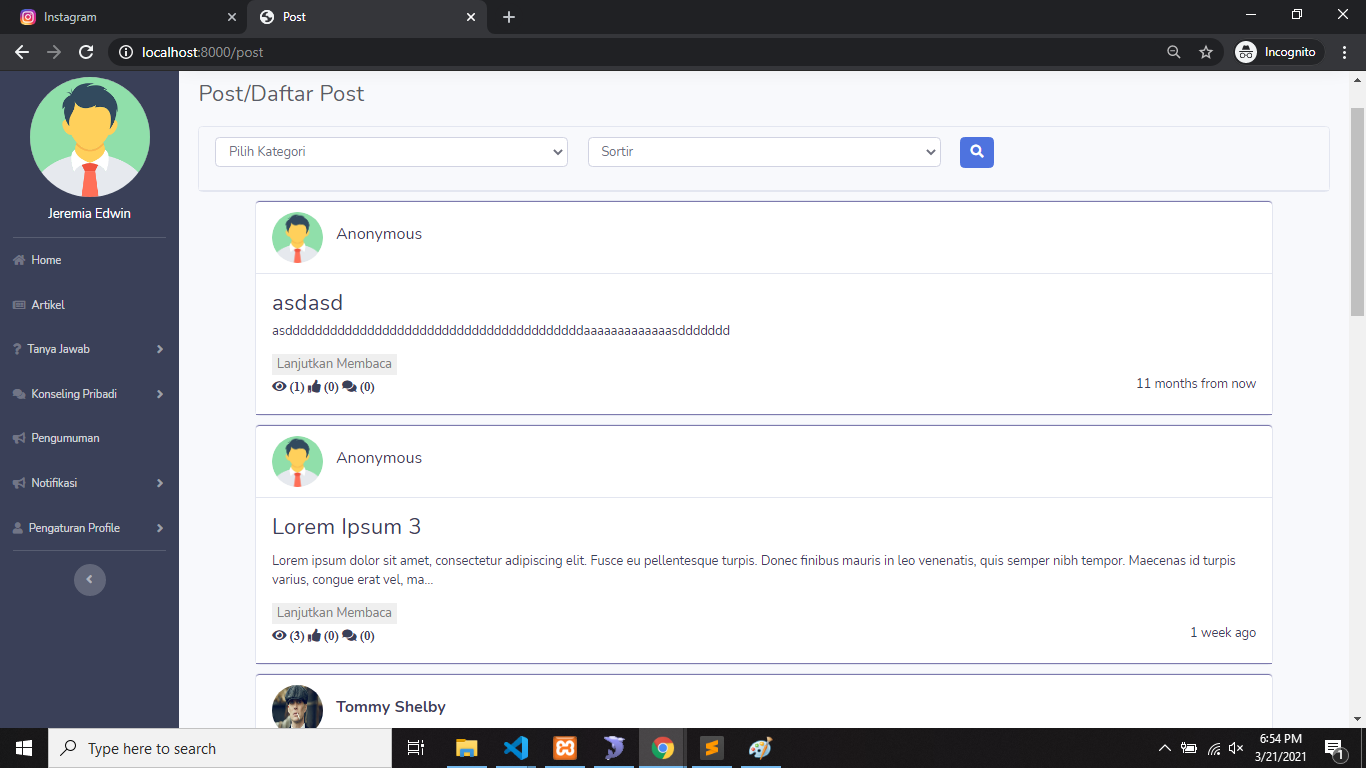 Instagram
Post
localhost:8000/post
Incognito
Jeremia Edwin
Home
Artikel
Tanya Jawab
Konseling Pribadi
Pengumuman
Notifikasi
Pengaturan Profile
Post/Daftar Post
Pilih Kategori
Sortir
Anonymous
asdasd
asdddddddddddddddddddddddddddddddddddddddddaaaaaaaaaaaaasddddddd
Lanjutkan Membaca
(1) (0) (0)
11 months from now
Anonymous
Lorem Ipsum 3
Lorem ipsum dolor sit amet, consectetur adipiscing elit. Fusce eu pellentesque turpis. Donec finibus mauris in leo venenatis, quis semper nibh tempor. Maecenas id turpis
varius, congue erat vel, ma...
Lanjutkan Membaca
(3) (0) (0)
1 week ago
Tommy Shelby
Type here to search
6:54 PM
3/21/2021
1